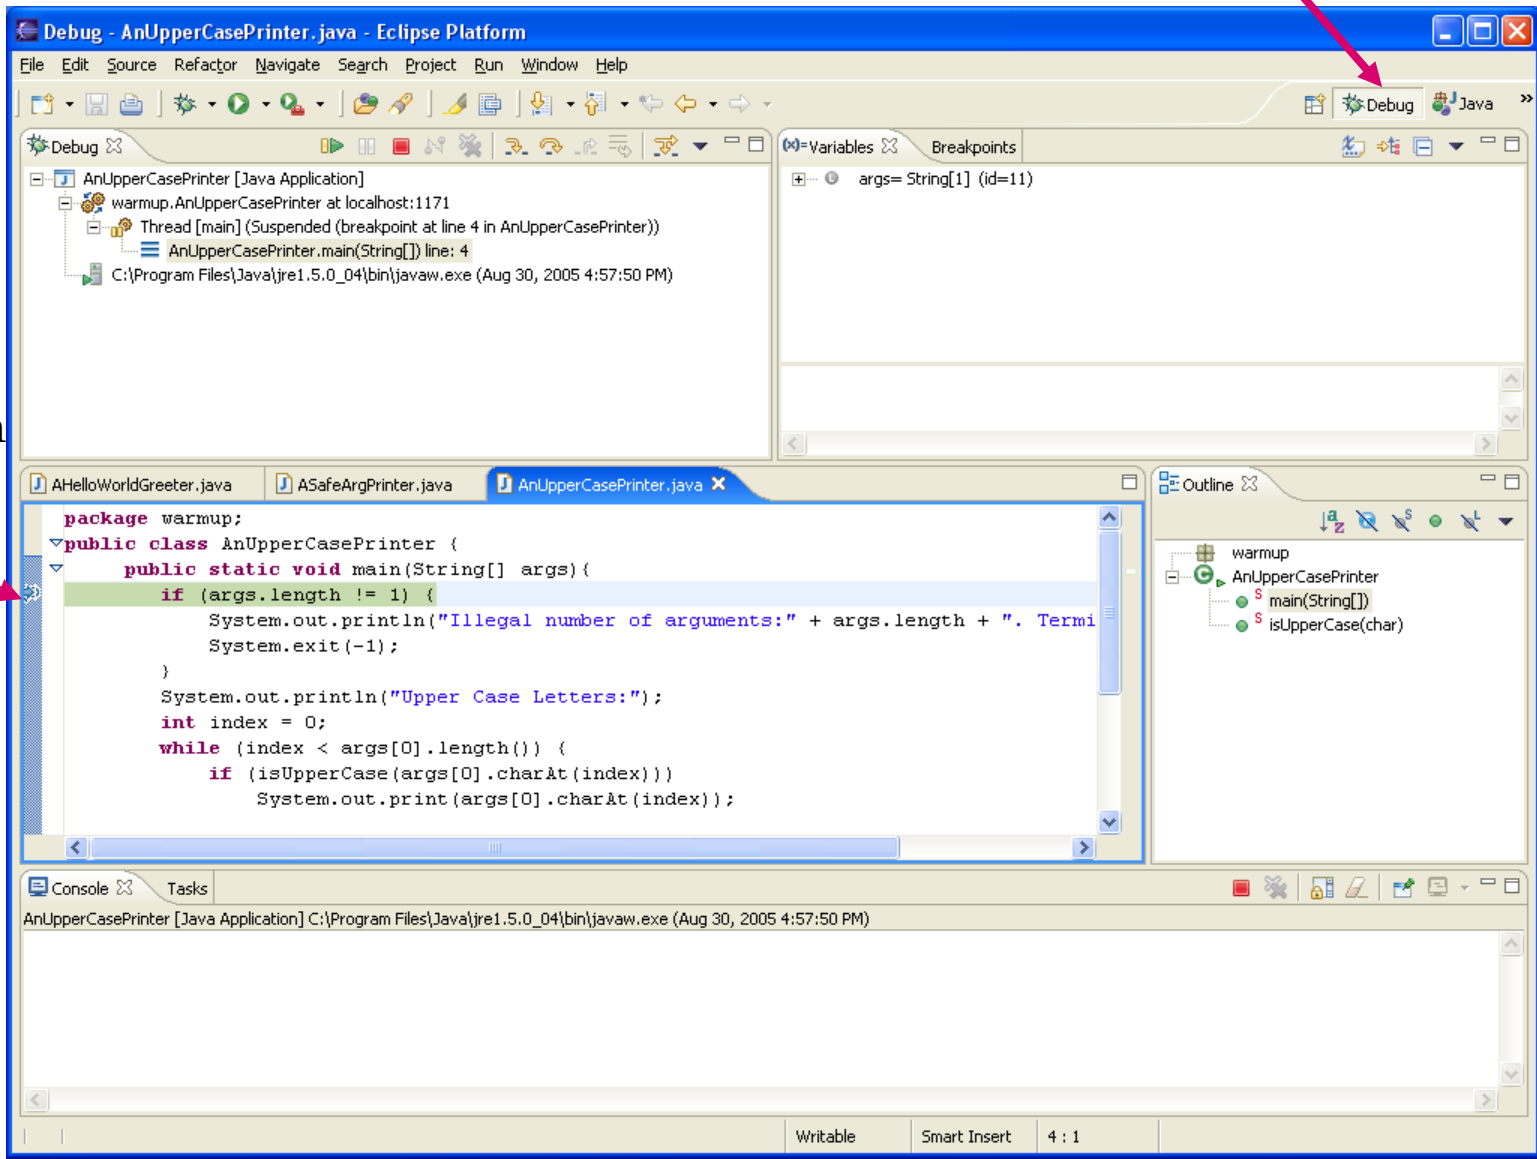 Debug - AnUpperCasePrinter.java - Eclipse Platform
File Edit Source Refactor Navigate Search Project Run Window Help
Debug Java »
Debug
(x)= Variables Breakpoints
AnUpperCasePrinter [Java Application]
warmup.AnUpperCasePrinter at localhost:1171
Thread [main] (Suspended (breakpoint at line 4 in AnUpperCasePrinter))
AnUpperCasePrinter.main(String[]) line: 4
C:\Program Files\Java\jre1.5.0_04\bin\javaw.exe (Aug 30, 2005 4:57:50 PM)
args= String[1] (id=11)
n
AHelloWorldGreeter.java ASafeArgPrinter.java AnUpperCasePrinter.java
package warmup;
public class AnUpperCasePrinter {
public static void main(String[] args){
if (args.length != 1) {
System.out.println("Illegal number of arguments:" + args.length + ". Termi
System.exit(-1);
}
System.out.println("Upper Case Letters:");
int index = 0;
while (index < args[0].length()) {
if (isUpperCase(args[0].charAt(index)))
System.out.print(args[0].charAt(index));
Outline
warmup
AnUpperCasePrinter
S main(String[])
S isUpperCase(char)
Console Tasks
AnUpperCasePrinter [Java Application] C:\Program Files\Java\jre1.5.0_04\bin\javaw.exe (Aug 30, 2005 4:57:50 PM)
Writable Smart Insert 4 : 1